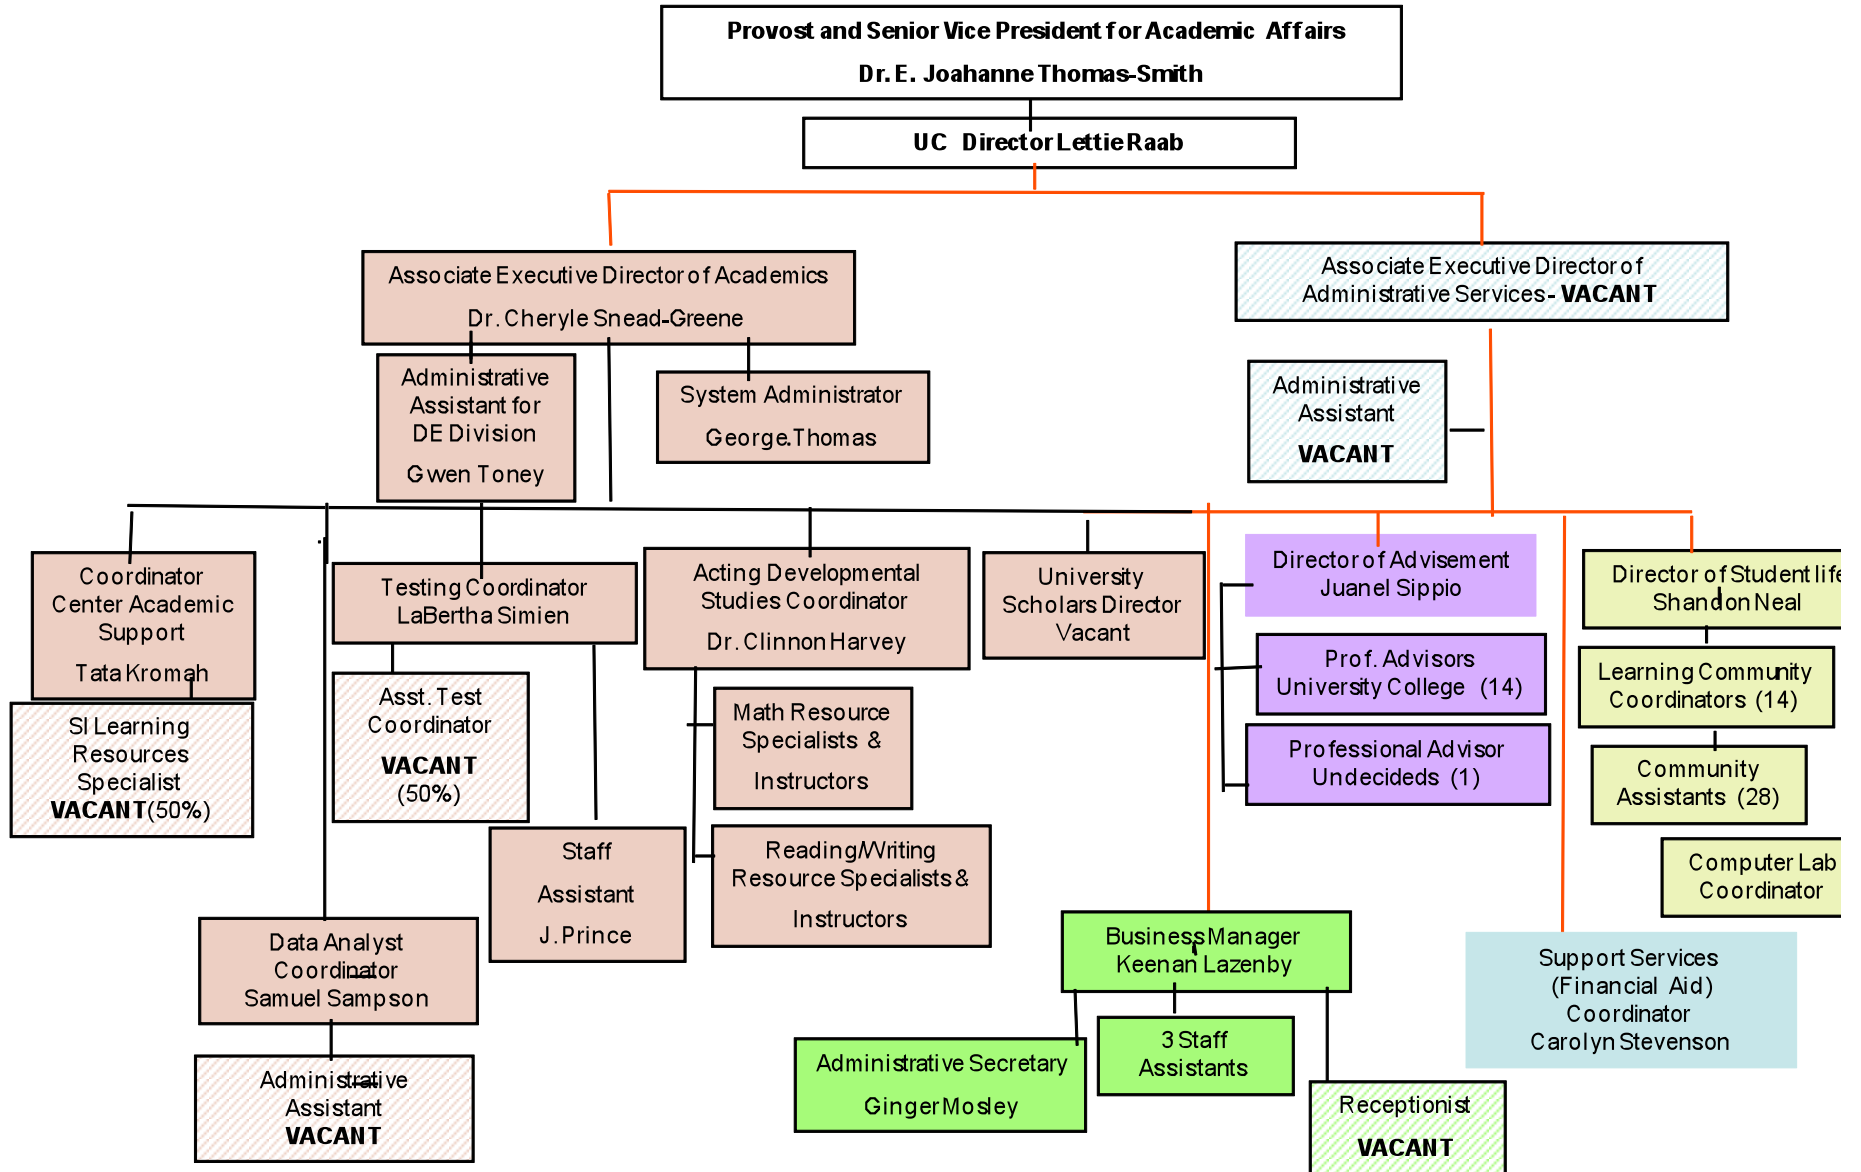 Provost and Senior Vice President for Academic Affairs
Dr. E. Joahanne Thomas-Smith
UC Director Lettie Raab
Associate Executive Director of Academics
Dr. Cheryle Snead-Greene
Associate Executive Director of
Administrative Services- VACANT
Administrative
Assistant for
DE Division
Gwen Toney
System Administrator
George.Thomas
Administrative
Assistant
VACANT
Coordinator
Center Academic
Support
Tata Kromah
SI Learning
Resources
Specialist
VACANT(50%)
Testing Coordinator
LaBertha Simien
Asst. Test
Coordinator
VACANT
(50%)
Staff
Assistant
J. Prince
Acting Developmental
Studies Coordinator
Dr. Clinnon Harvey
Math Resource
Specialists &
Instructors
Reading/Writing
Resource Specialists &
Instructors
University
Scholars Director
Vacant
Director of Advisement
Juanel Sippio
Prof. Advisors
University College (14)
Professional Advisor
Undecideds (1)
Director of Student life
Shandon Neal
Learning Community
Coordinators (14)
Community
Assistants (28)
Computer Lab
Coordinator
Data Analyst
Coordinator
Samuel Sampson
Administrative
Assistant
VACANT
Business Manager
Keenan Lazenby
Administrative Secretary
Ginger Mosley
3 Staff
Assistants
Receptionist
VACANT
Support Services
(Financial Aid)
Coordinator
Carolyn Stevenson